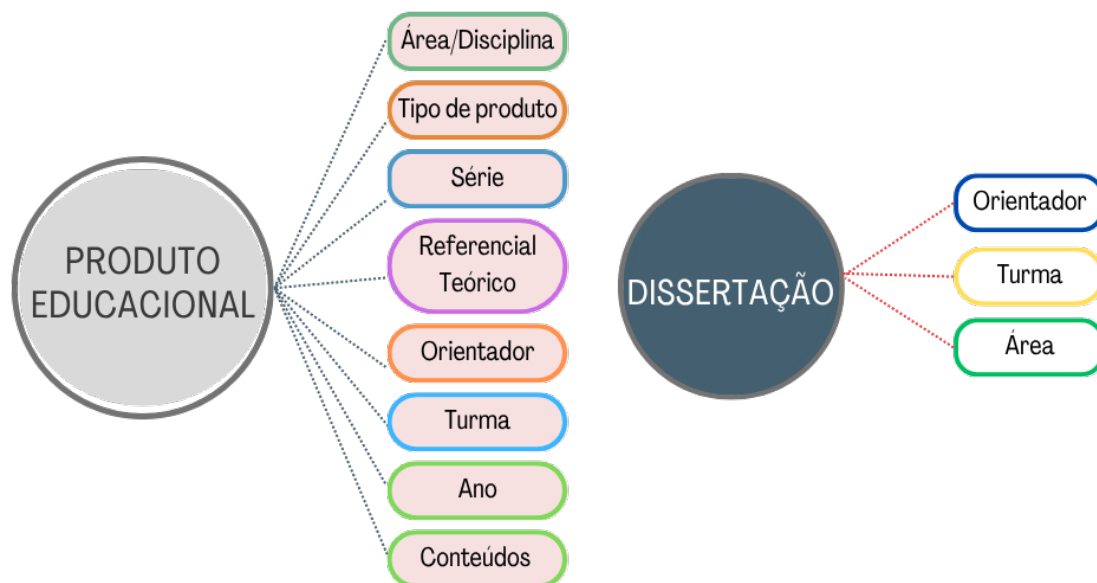 PRODUTO
EDUCACIONAL
Área/Disciplina
Tipo de produto
Série
Referencial
Teórico
Orientador
Turma
Ano
Conteúdos
DISSERTAÇÃO
Orientador
Turma
Área